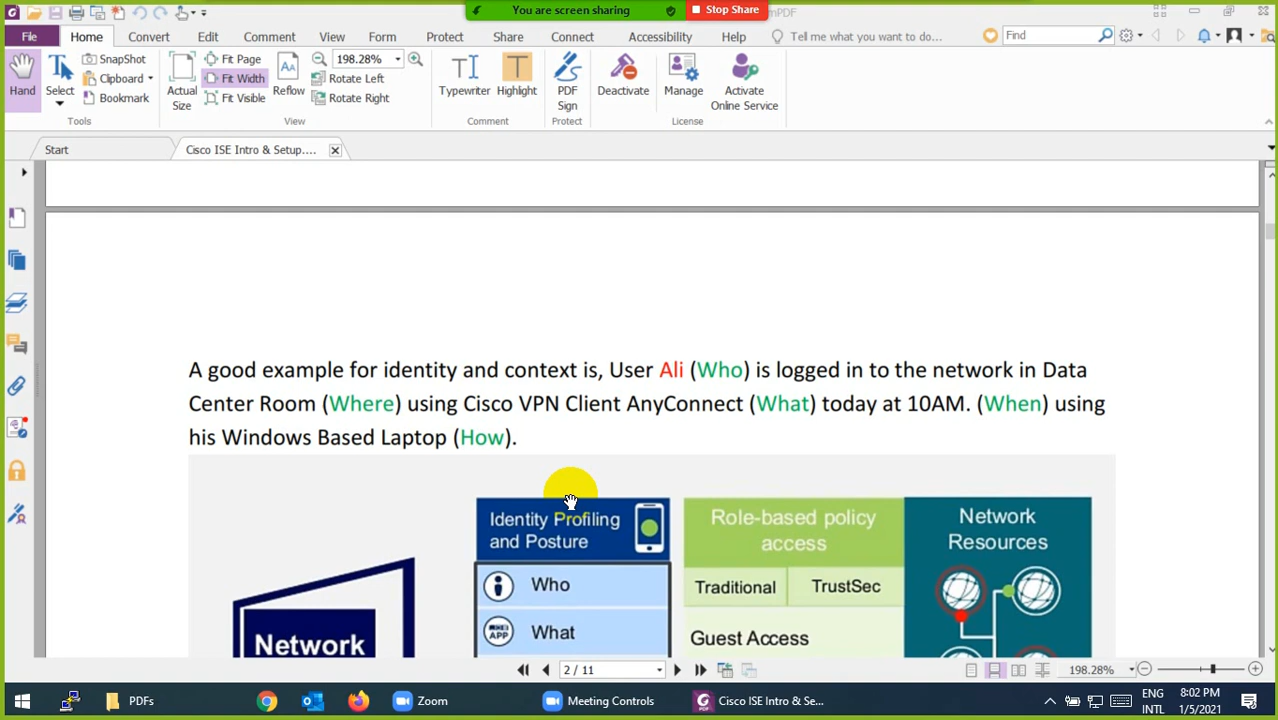 You are screen sharing
Stop Share
mPDF
File
Home
Convert
Edit
Comment
View
Form
Protect
Share
Connect
Accessibility
Help
Tell me what you want to do...
Find
Hand
Select
SnapShot
Clipboard
Bookmark
Tools
Actual
Size
Fit Page
Fit Width
Fit Visible
Reflow
198.28%
Rotate Left
Rotate Right
View
Typewriter
Highlight
Comment
PDF
Sign
Protect
Deactivate
Manage
Activate
Online Service
License
Start
Cisco ISE Intro & Setup....
A good example for identity and context is, User Ali (Who) is logged in to the network in Data
Center Room (Where) using Cisco VPN Client AnyConnect (What) today at 10AM. (When) using
his Windows Based Laptop (How).
Identity Profiling
and Posture
Who
APP
What
Role-based policy
access
Traditional
TrustSec
Guest Access
Network
Resources
Network
2 / 11
198.28%
PDFs
Zoom
Meeting Controls
Cisco ISE Intro & Se...
ENG
INTL
8:02 PM
1/5/2021